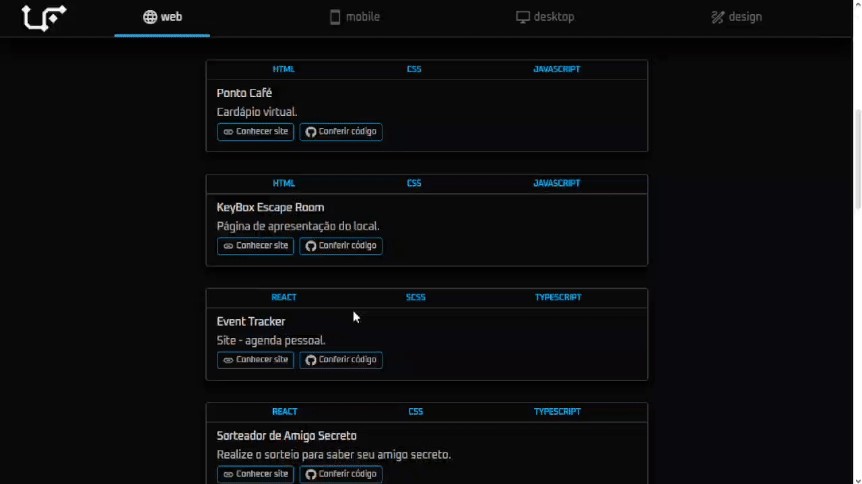 web mobile desktop design
HTML CSS JAVASCRIPT
Ponto Café
Cardápio virtual.
Conhecer site Conferir código
HTML CSS JAVASCRIPT
KeyBox Escape Room
Página de apresentação do local.
Conhecer site Conferir código
REACT SCSS TYPESCRIPT
Event Tracker
Site - agenda pessoal.
Conhecer site Conferir código
REACT CSS TYPESCRIPT
Sorteador de Amigo Secreto
Realize o sorteio para saber seu amigo secreto.
Conhecer site Conferir código